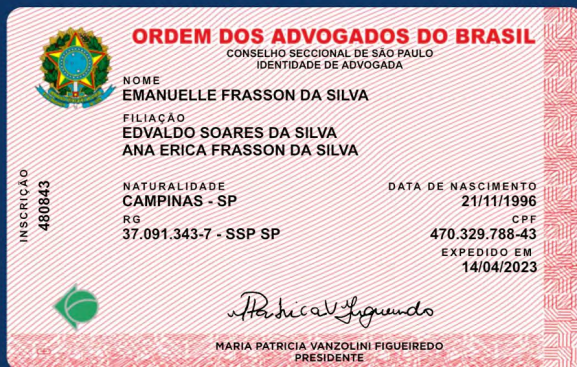 ORDEM DOS ADVOGADOS DO BRASIL
CONSELHO SECCIONAL DE SÃO PAULO
IDENTIDADE DE ADVOGADA
NOME
EMANUELLE FRASSON DA SILVA
FILIAÇÃO
EDVALDO SOARES DA SILVA
ANA ERICA FRASSON DA SILVA
INSCRIÇÃO
480843
NATURALIDADE
CAMPINAS - SP
DATA DE NASCIMENTO
21/11/1996
RG
37.091.343-7 - SSP SP
CPF
470.329.788-43
EXPEDIDO EM
14/04/2023
MARIA PATRICIA VANZOLINI FIGUEIREDO
PRESIDENTE